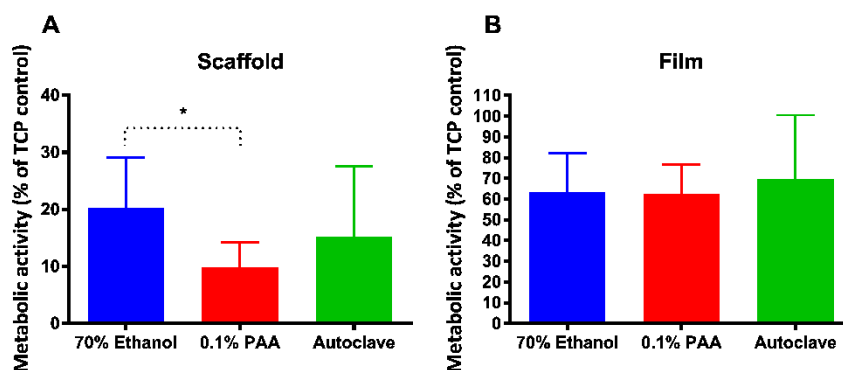 A
Scaffold
Metabolic activity (% of TCP control)
40
30
20
10
0
*
70% Ethanol
0.1% PAA
Autoclave
B
Film
Metabolic activity (% of TCP control)
110
100
90
80
70
60
50
40
30
20
10
0
70% Ethanol
0.1% PAA
Autoclave